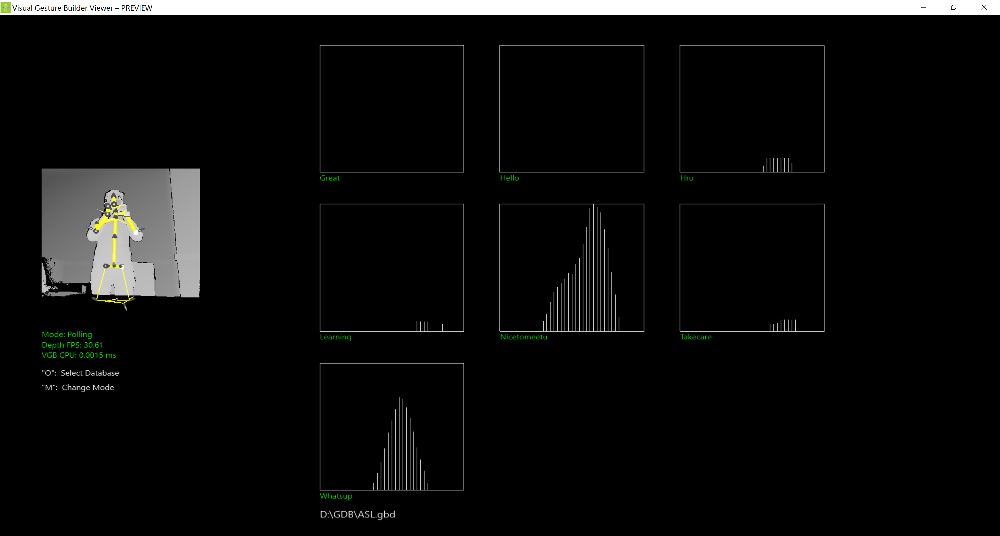 Visual Gesture Builder Viewer – PREVIEW
Great
Hello
Hru
Learning
Nicetomeetu
Takecare
Mode: Polling
Depth FPS: 30.61
VGB CPU: 0.0015 ms
"O": Select Database
"M": Change Mode
Whatsup
D:\GDB\ASL.gbd